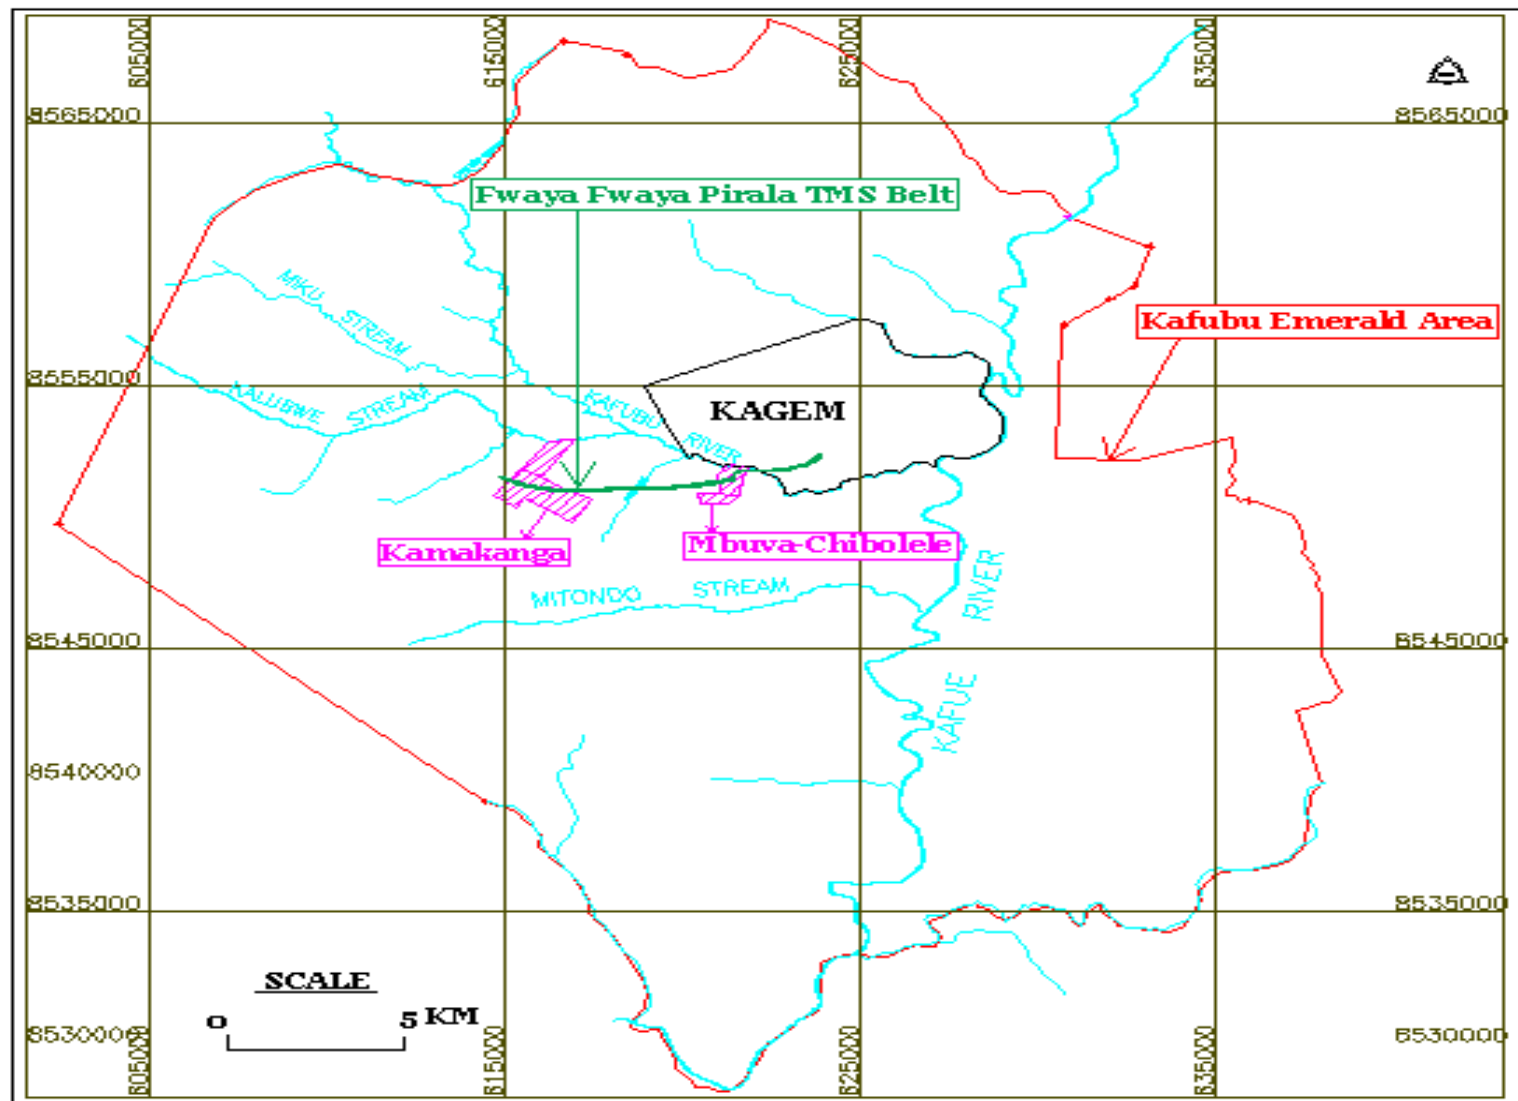 605000
615000
625000
635000
8565000
8565000
Fwaya Fwaya Pirala TMS Belt
MIKU STREAM
Kafubu Emerald Area
8555000
8555000
KALUBWE STREAM
KAFUBU RIVER
KAGEM
Kamakanga
Mbuva-Chibolele
MITONDO STREAM
KAFUE RIVER
8545000
8545000
8540000
8540000
8535000
8535000
SCALE
0 5 KM
8530000
8530000
605000
615000
625000
635000